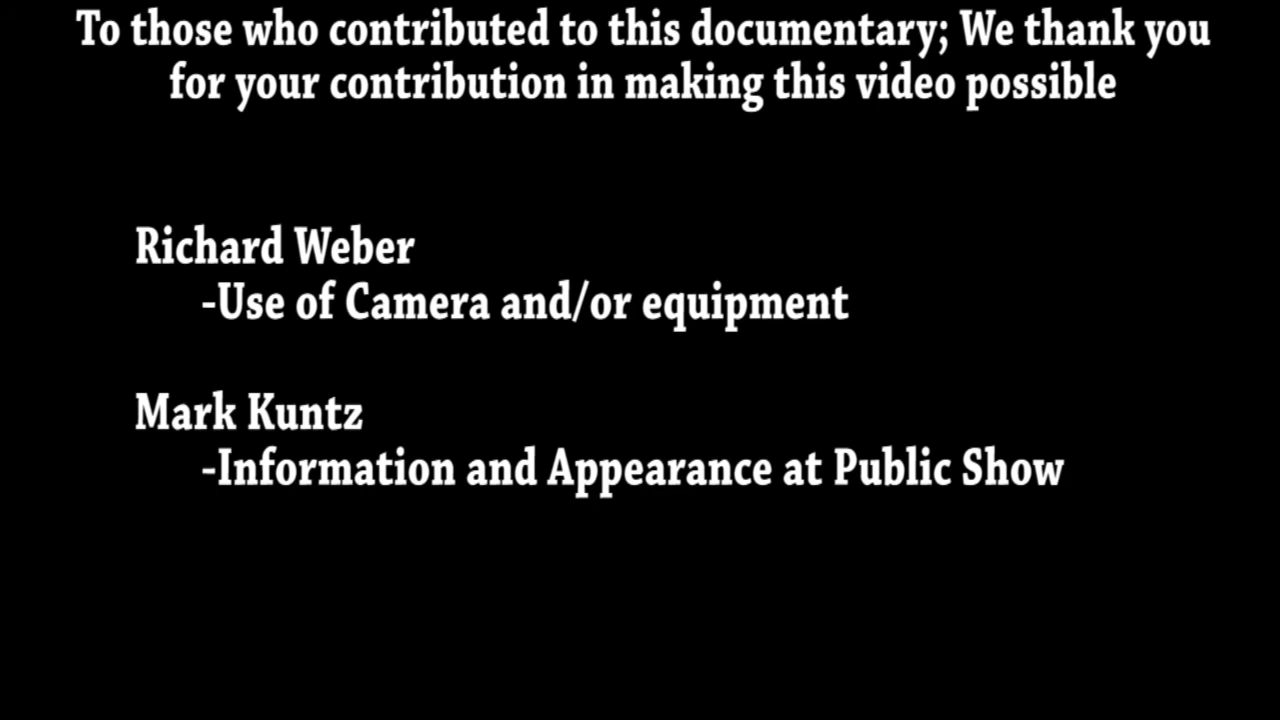 To those who contributed to this documentary; We thank you
for your contribution in making this video possible
Richard Weber
-Use of Camera and/or equipment
Mark Kuntz
-Information and Appearance at Public Show